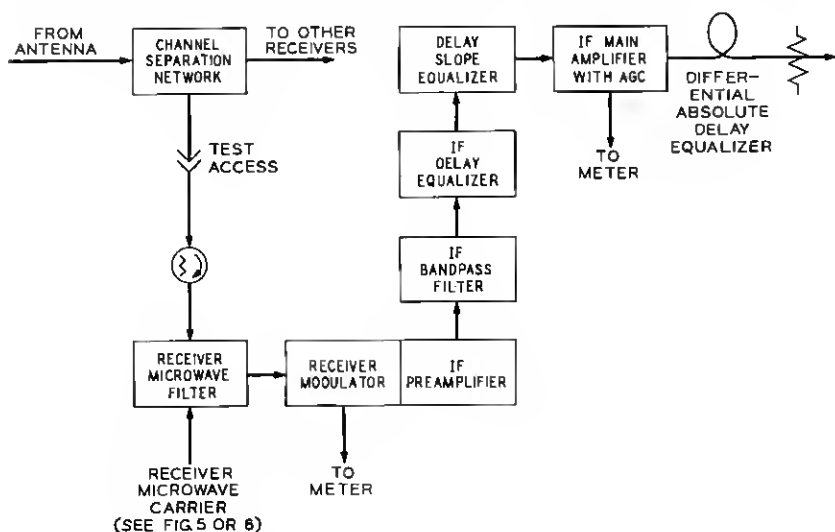 FROM
ANTENNA
CHANNEL
SEPARATION
NETWORK
TO OTHER
RECEIVERS
TEST
ACCESS
RECEIVER
MICROWAVE
FILTER
RECEIVER
MICROWAVE
CARRIER
(SEE FIG. 5 OR 6)
RECEIVER
MODULATOR
TO
METER
IF
PREAMPLIFIER
IF
BANDPASS
FILTER
IF
DELAY
EQUALIZER
DELAY
SLOPE
EQUALIZER
IF MAIN
AMPLIFIER
WITH AGC
TO
METER
DIFFER-
ENTIAL
ABSOLUTE
DELAY
EQUALIZER